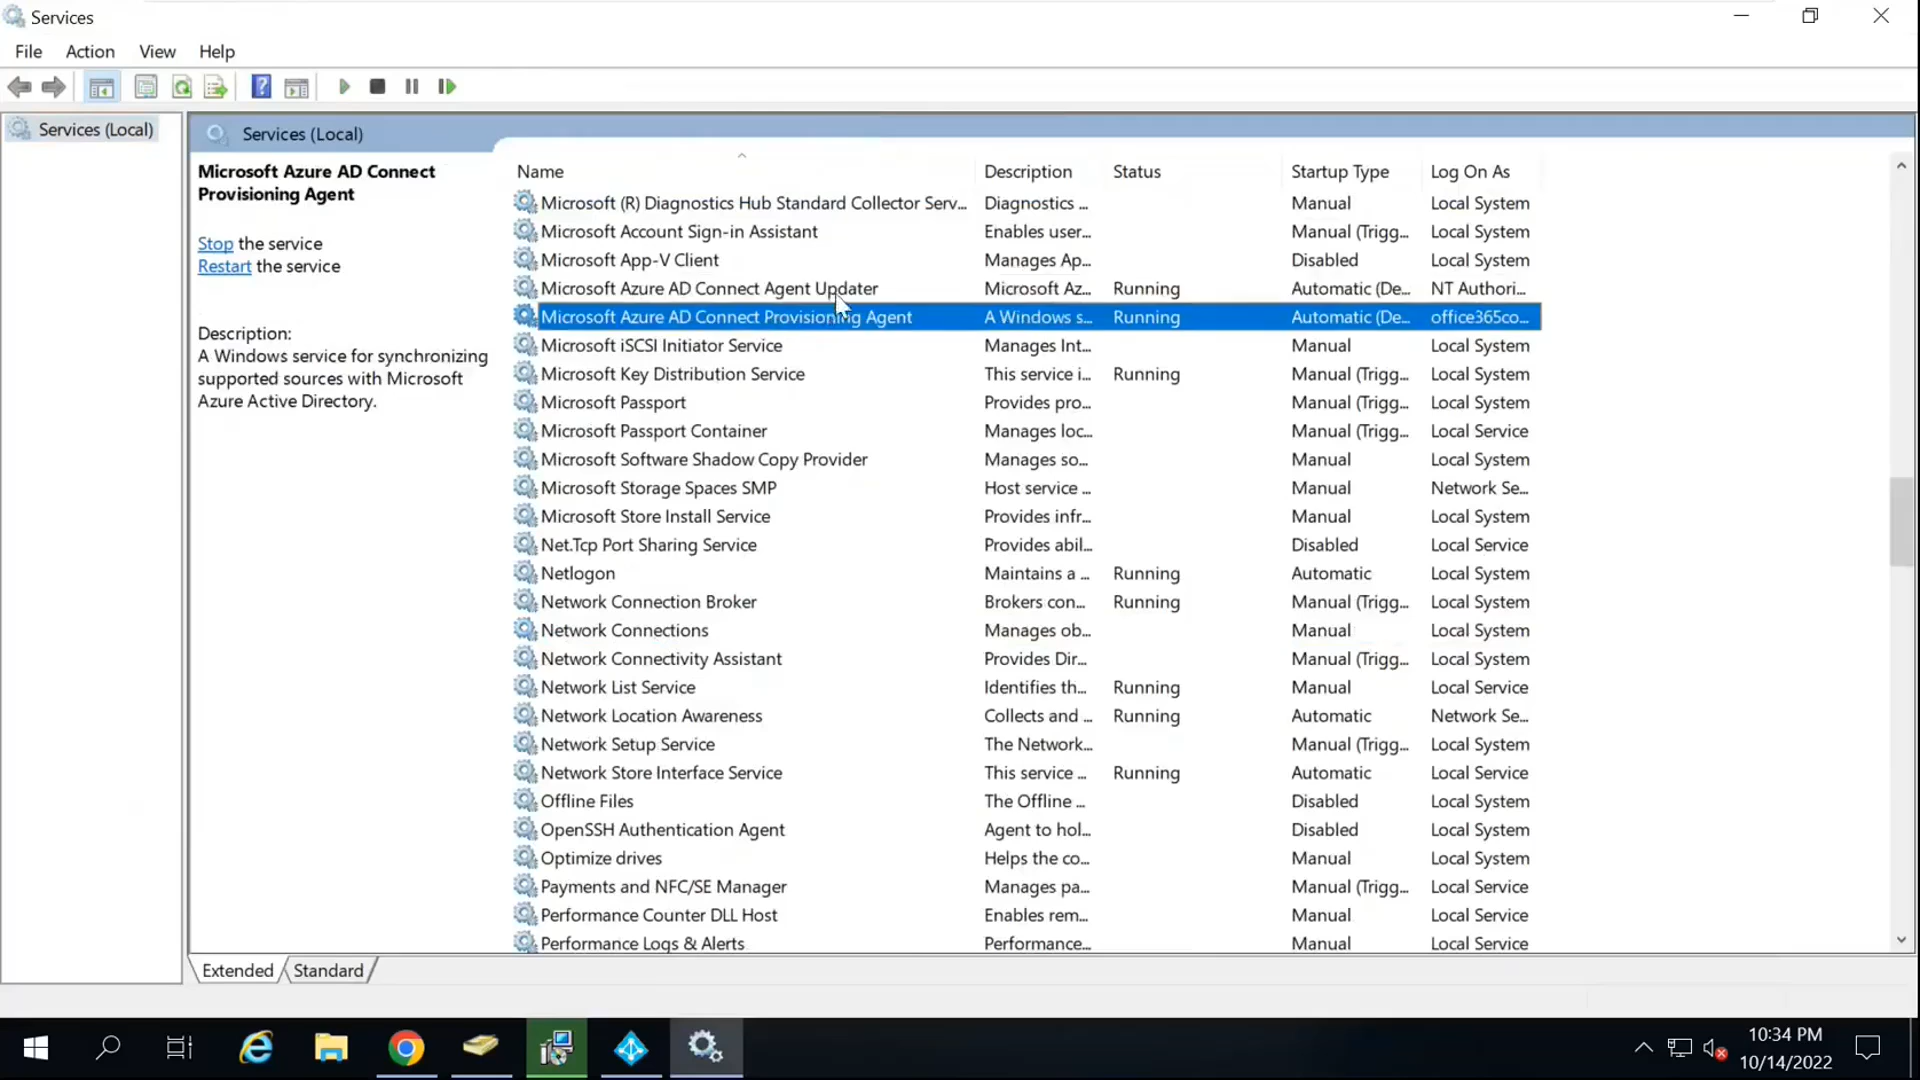 Services
File Action View Help
Services (Local)
Services (Local)
Microsoft Azure AD Connect
Provisioning Agent
Stop the service
Restart the service
Description:
A Windows service for synchronizing
supported sources with Microsoft
Azure Active Directory.
Name Description Status Startup Type Log On As
Microsoft (R) Diagnostics Hub Standard Collector Serv... Diagnostics ... Manual Local System
Microsoft Account Sign-in Assistant Enables user... Manual (Trigg... Local System
Microsoft App-V Client Manages Ap... Disabled Local System
Microsoft Azure AD Connect Agent Updater Microsoft Az... Running Automatic (De... NT Authori...
Microsoft Azure AD Connect Provisioning Agent A Windows s... Running Automatic (De... office365co...
Microsoft iSCSI Initiator Service Manages Int... Manual Local System
Microsoft Key Distribution Service This service i... Running Manual (Trigg... Local System
Microsoft Passport Provides pro... Manual (Trigg... Local System
Microsoft Passport Container Manages loc... Manual (Trigg... Local Service
Microsoft Software Shadow Copy Provider Manages so... Manual Local System
Microsoft Storage Spaces SMP Host service ... Manual Network Se...
Microsoft Store Install Service Provides infr... Manual Local System
Net.Tcp Port Sharing Service Provides abil... Disabled Local Service
Netlogon Maintains a ... Running Automatic Local System
Network Connection Broker Brokers con... Running Manual (Trigg... Local System
Network Connections Manages ob... Manual Local System
Network Connectivity Assistant Provides Dir... Manual (Trigg... Local System
Network List Service Identifies th... Running Manual Local Service
Network Location Awareness Collects and ... Running Automatic Network Se...
Network Setup Service The Network... Manual (Trigg... Local System
Network Store Interface Service This service ... Running Automatic Local Service
Offline Files The Offline ... Disabled Local System
OpenSSH Authentication Agent Agent to hol... Disabled Local System
Optimize drives Helps the co... Manual Local System
Payments and NFC/SE Manager Manages pa... Manual (Trigg... Local Service
Performance Counter DLL Host Enables rem... Manual Local Service
Performance Logs & Alerts Performance... Manual Local Service
Extended Standard
10:34 PM
10/14/2022